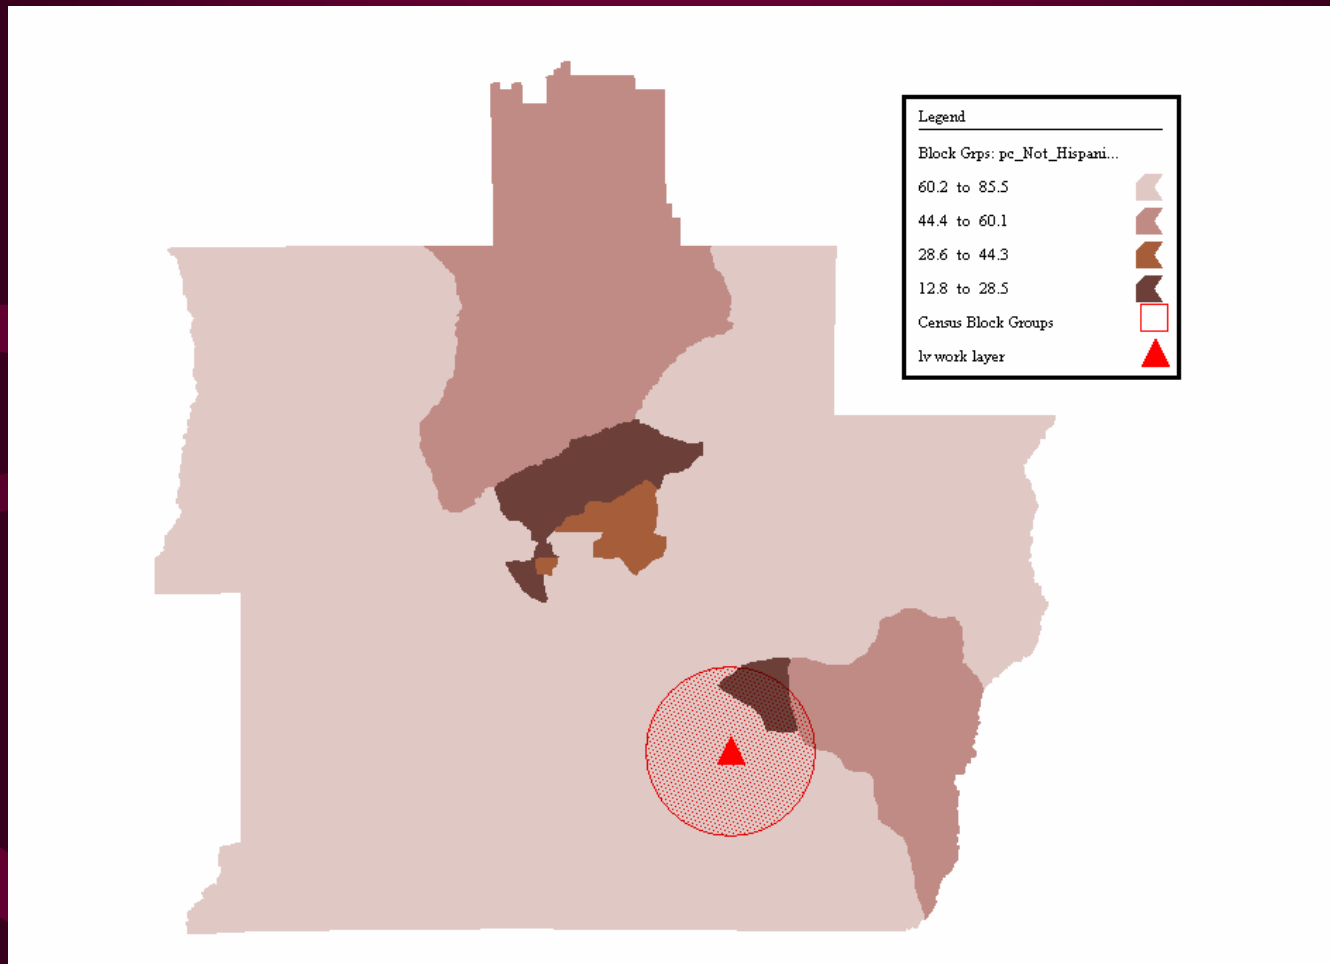 Legend
Block Grps: pc_Not_Hispani...
60.2 to 85.5
44.4 to 60.1
28.6 to 44.3
12.8 to 28.5
Census Block Groups
lv work layer